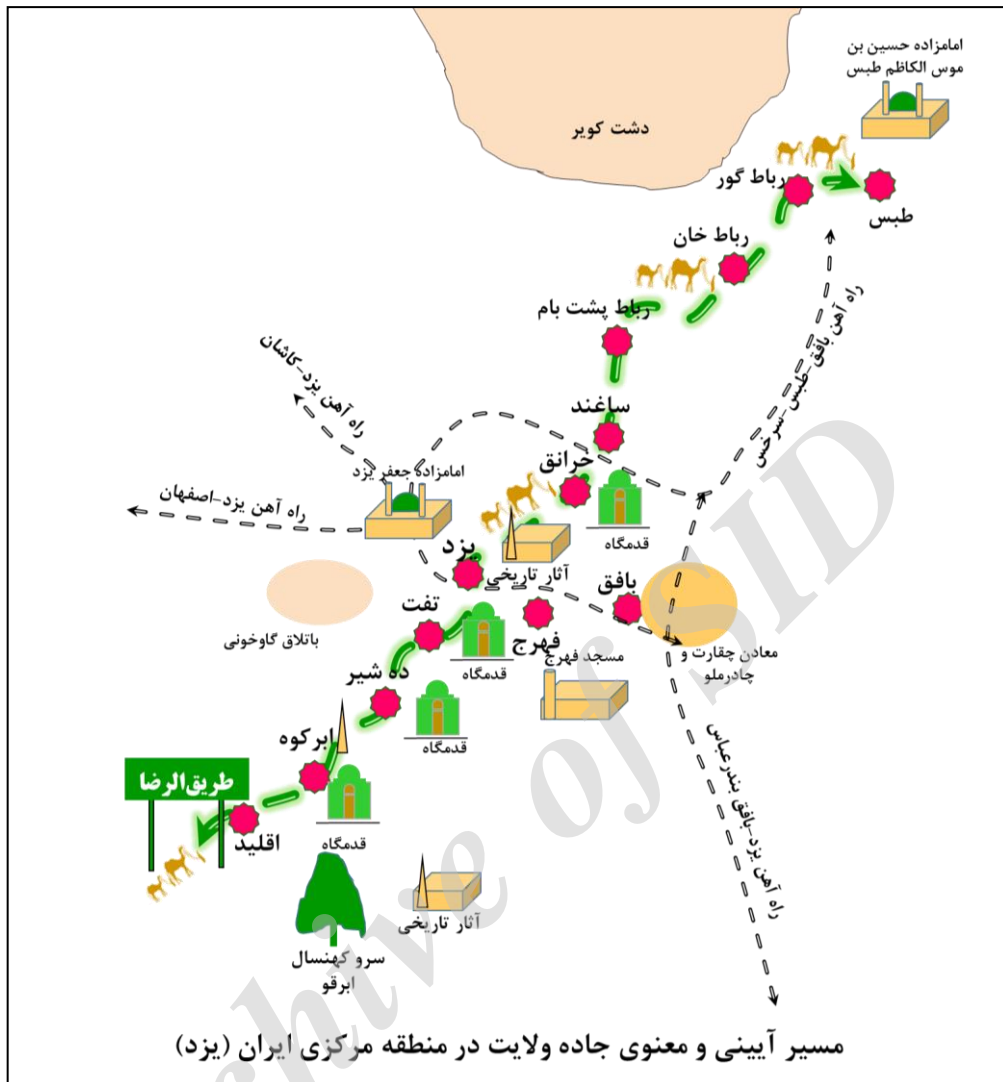 امامزاده حسین بن
موس الکاظم طبس
دشت کویر
رباط گور
طبس
رباط خان
رباط پشت بام
راه آهن بافق-طبس-سرخس
راه آهن یزد-کاشان
ساغند
خرانق
امامزاده جعفر یزد
راه آهن یزد-اصفهان
قدمگاه
یزد
آثار تاریخی
بافق
تفت
فهرج
باتلاق گاوخونی
قدمگاه
مسجد فهرج
معادن چقارت و
چادرملو
ده شیر
قدمگاه
ابرکوه
راه آهن یزد-بافق بندرعباس
طریق‌الرضا
اقلید
قدمگاه
آثار تاریخی
سرو کهنسال
ابرقو
مسیر آیینی و معنوی جاده ولایت در منطقه مرکزی ایران (یزد)
Archive of SID